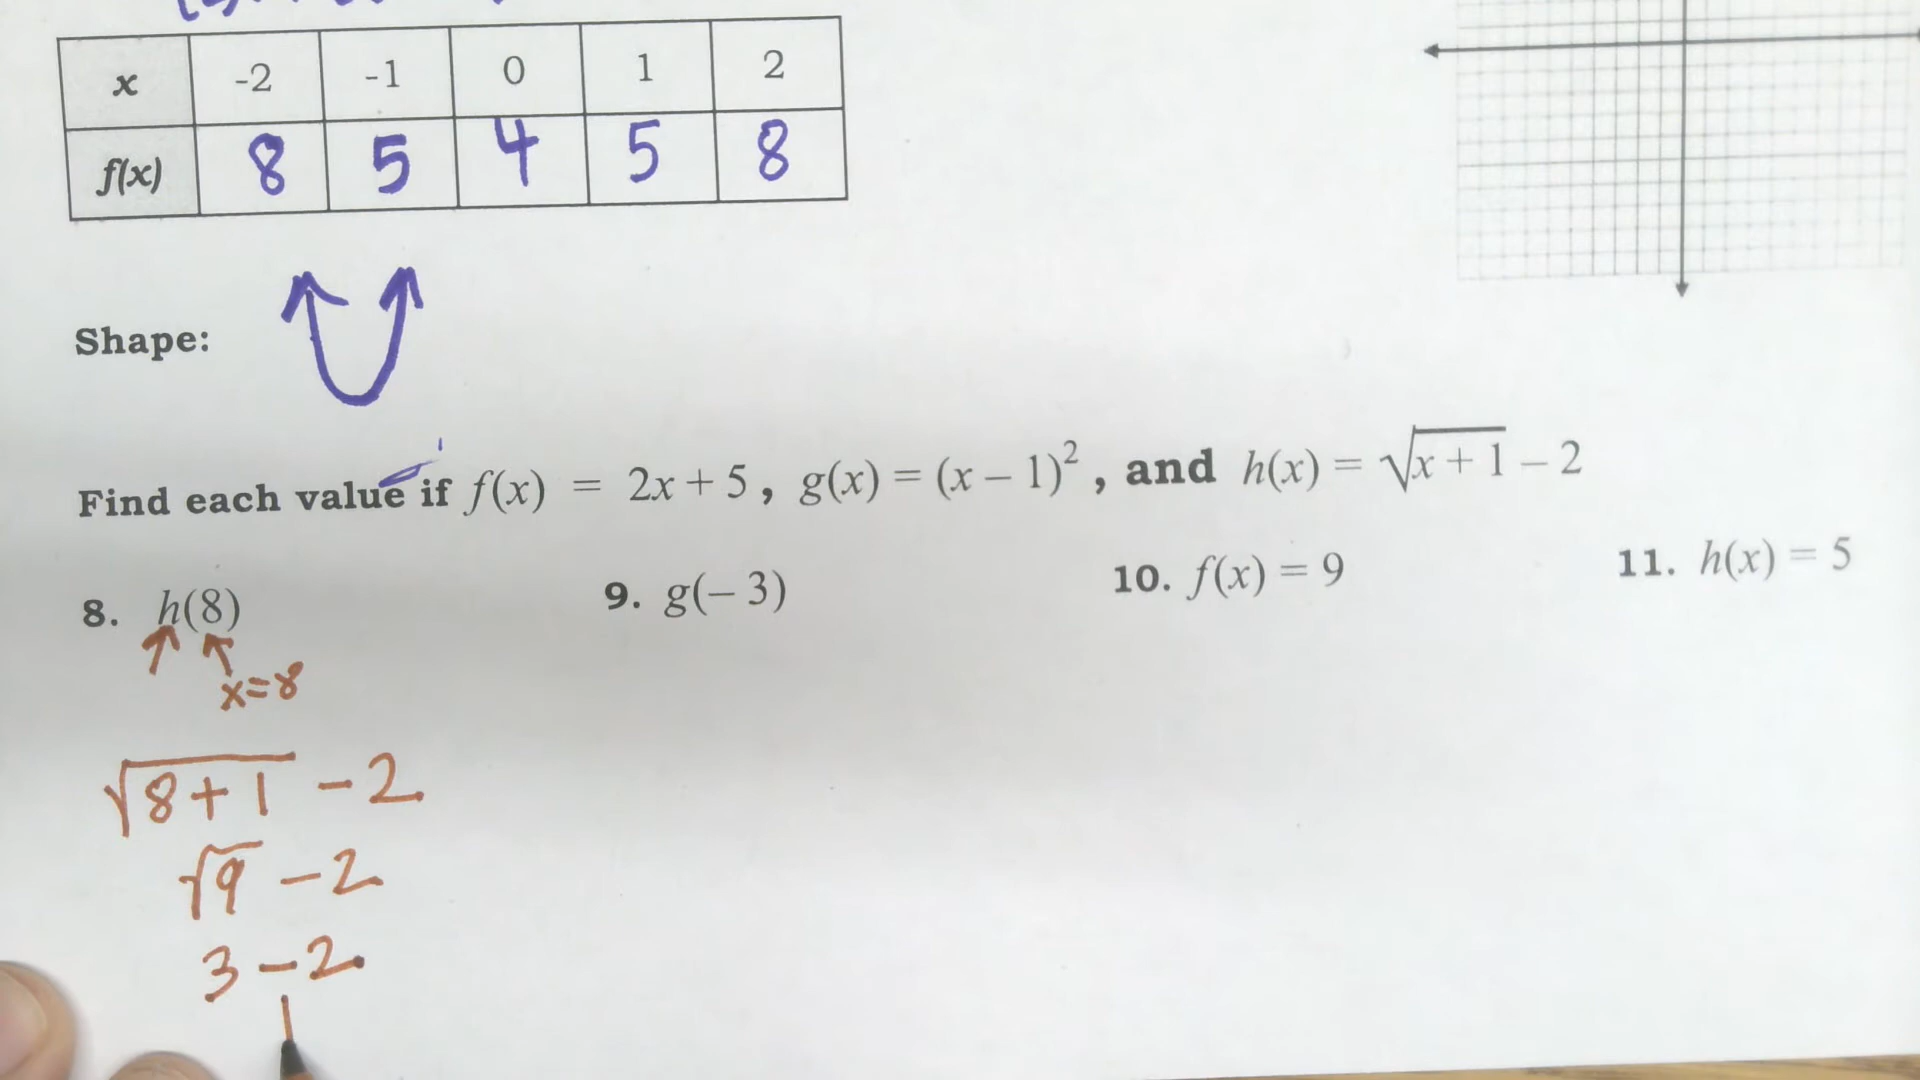 x -2 -1 0 1 2
f(x) 8 5 4 5 8
Shape:
Find each value if f(x) = 2x + 5, g(x) = (x – 1)², and h(x) = √(x + 1) – 2
8. h(8)
9. g(– 3)
10. f(x) = 9
11. h(x) = 5
x=8
√(8+1) – 2
√9 – 2
3 – 2
1